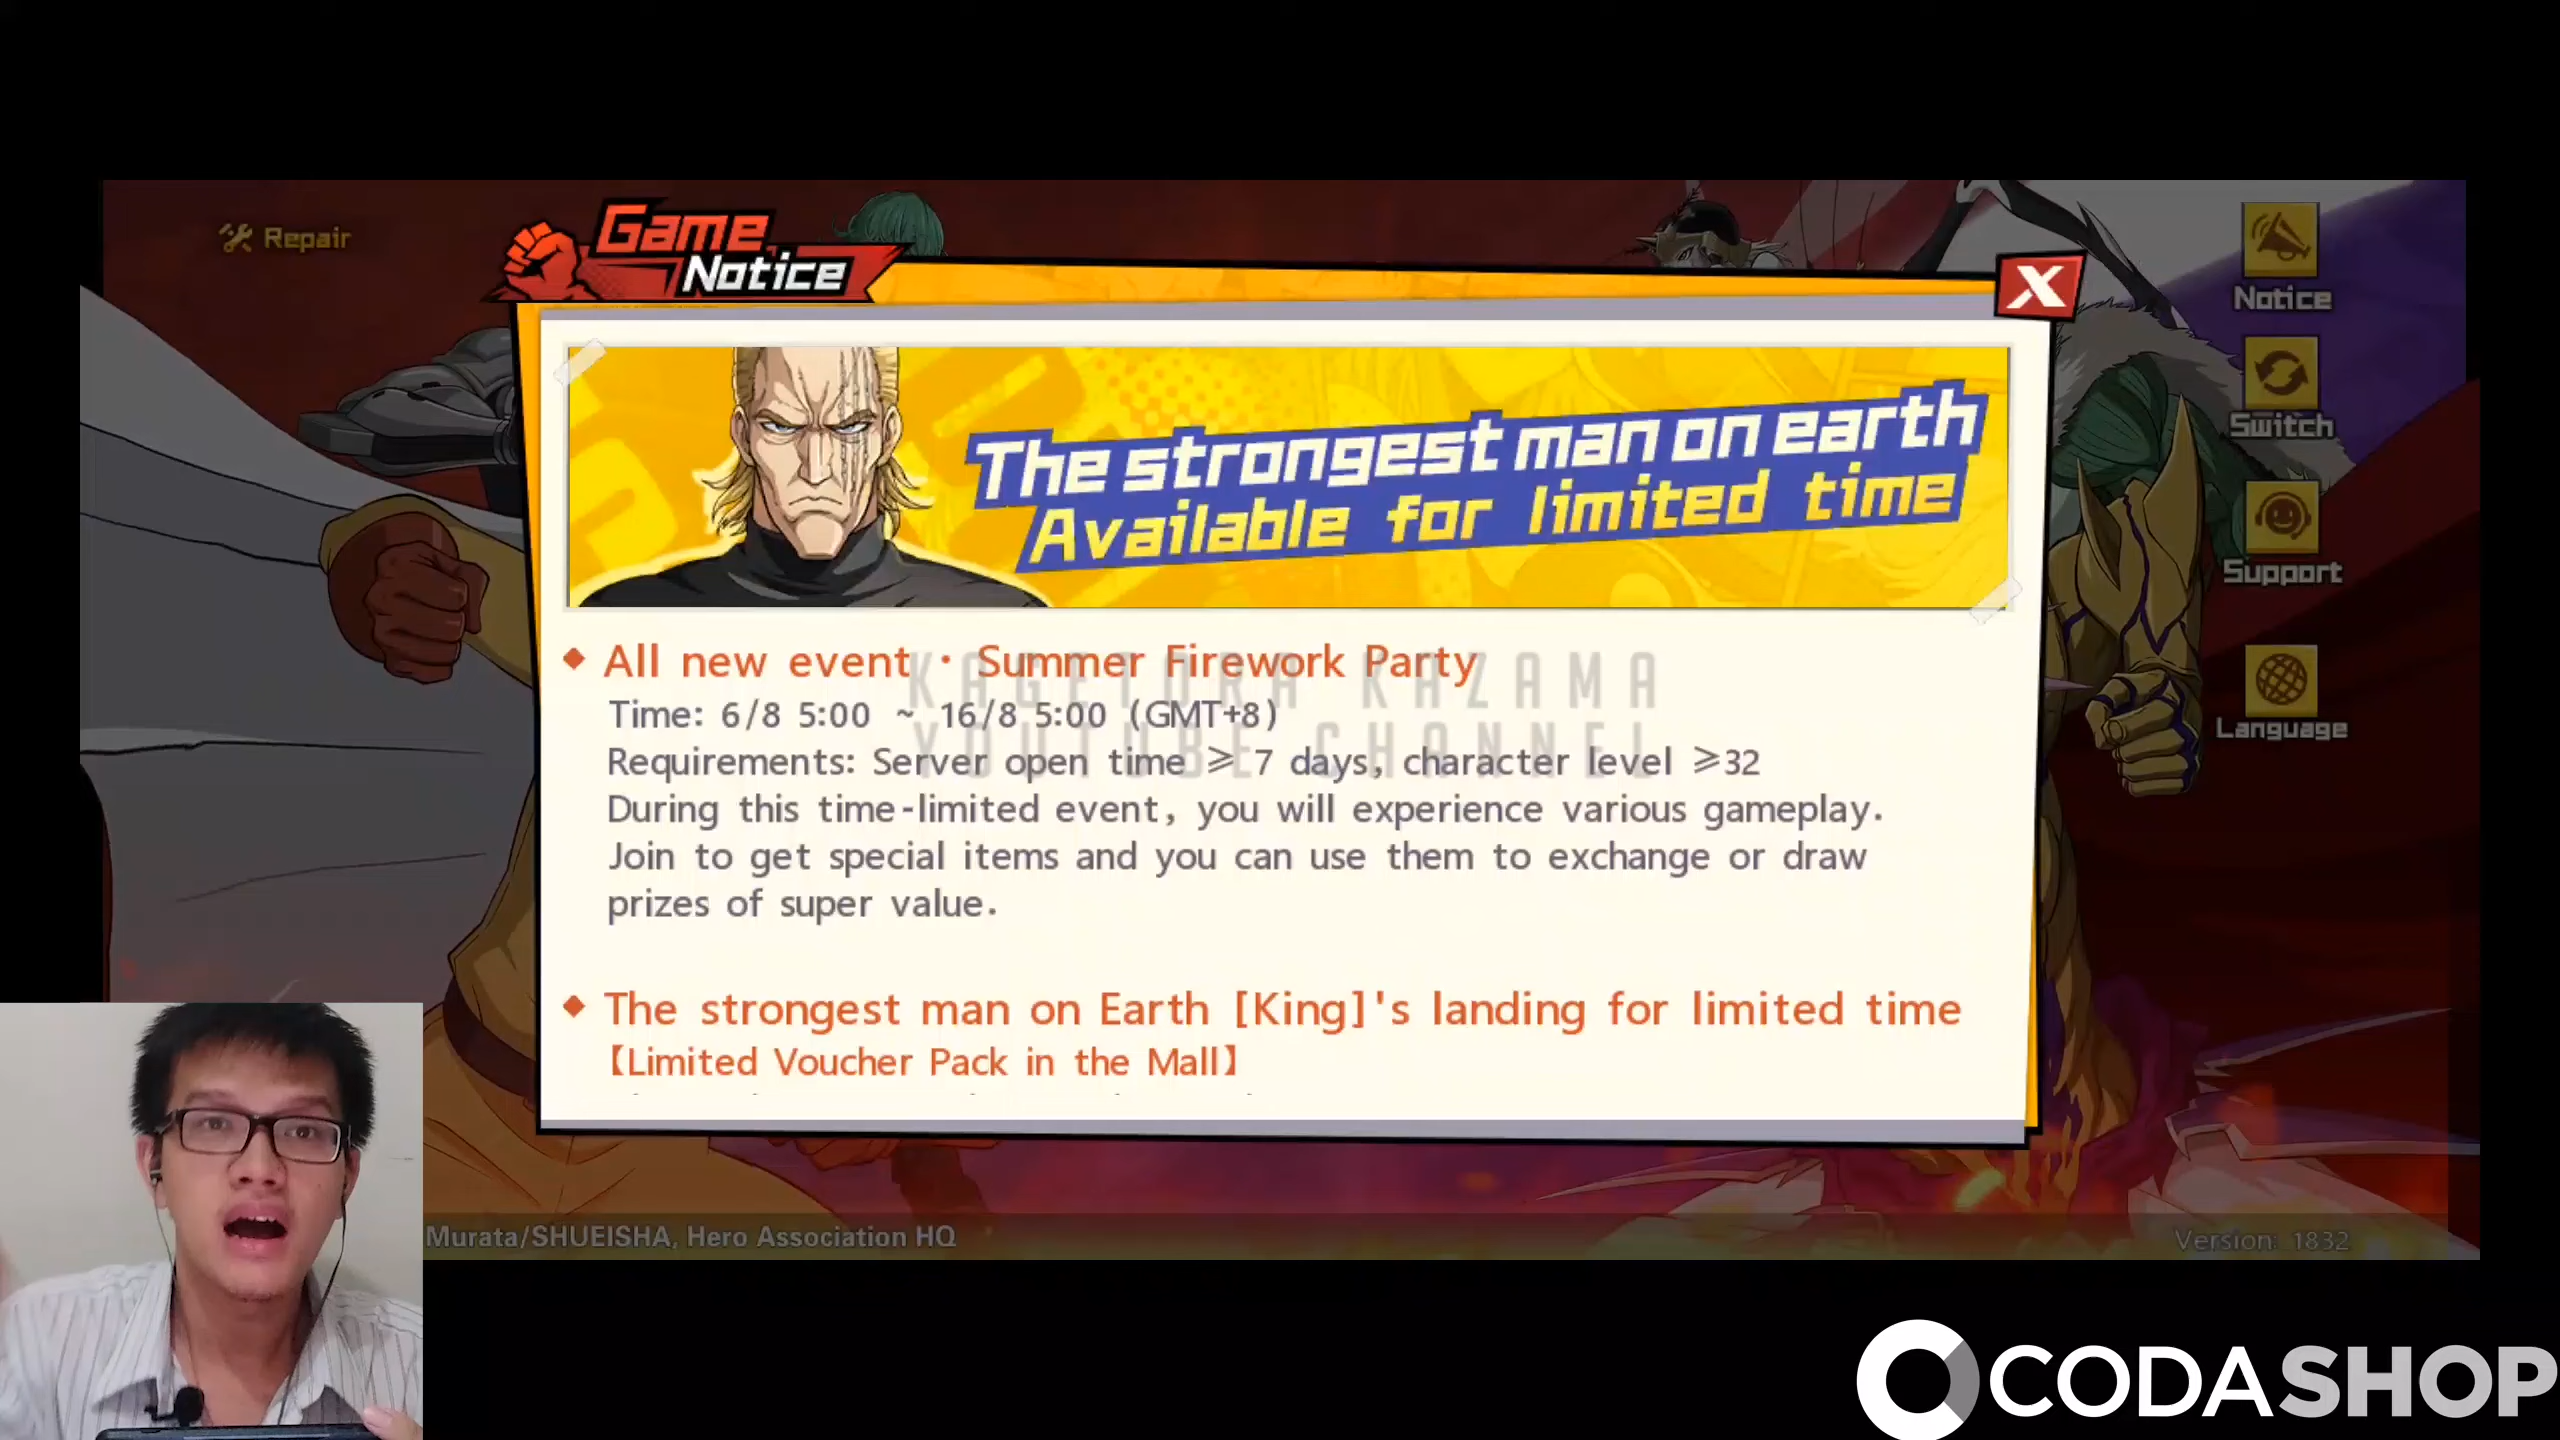 Repair
Game
Notice
X
Notice
Switch
Support
Language
The strongest man on earth
Available for limited time
◆ All new event · Summer Firework Party
KAGETORA KAZAMA
YOUTUBE CHANNEL
Time: 6/8 5:00 ~ 16/8 5:00 (GMT+8)
Requirements: Server open time ≥ 7 days, character level ≥32
During this time-limited event, you will experience various gameplay.
Join to get special items and you can use them to exchange or draw
prizes of super value.
◆ The strongest man on Earth [King]'s landing for limited time
【Limited Voucher Pack in the Mall】
Murata/SHUEISHA, Hero Association HQ
Version: 1832
CODASHOP